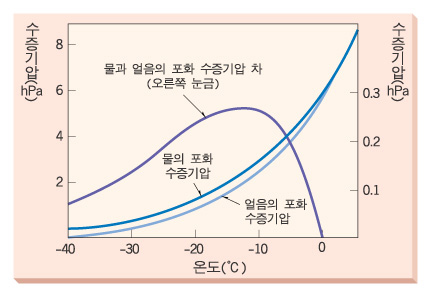 수증기압(hPa)
수증기압(hPa)
8
6
4
2
0.3
0.2
0.1
물과 얼음의 포화 수증기압 차
(오른쪽 눈금)
물의 포화
수증기압
얼음의 포화
수증기압
-40
-30
-20
-10
0
온도(℃)